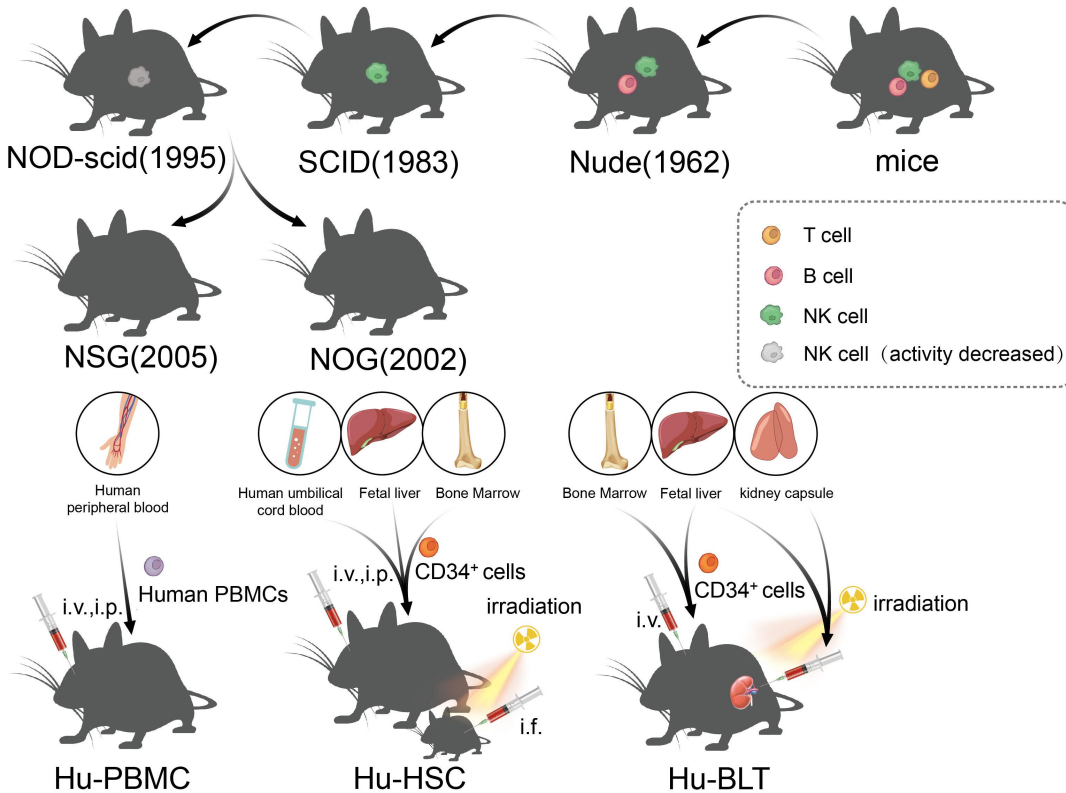 NOD-scid(1995)
SCID(1983)
Nude(1962)
mice
NSG(2005)
NOG(2002)
T cell
B cell
NK cell
NK cell（activity decreased）
Human
peripheral blood
Human umbilical
cord blood
Fetal liver
Bone Marrow
Bone Marrow
Fetal liver
kidney capsule
i.v.,i.p.
Human PBMCs
i.v.,i.p.
CD34⁺ cells
irradiation
i.f.
i.v.
CD34⁺ cells
irradiation
Hu-PBMC
Hu-HSC
Hu-BLT